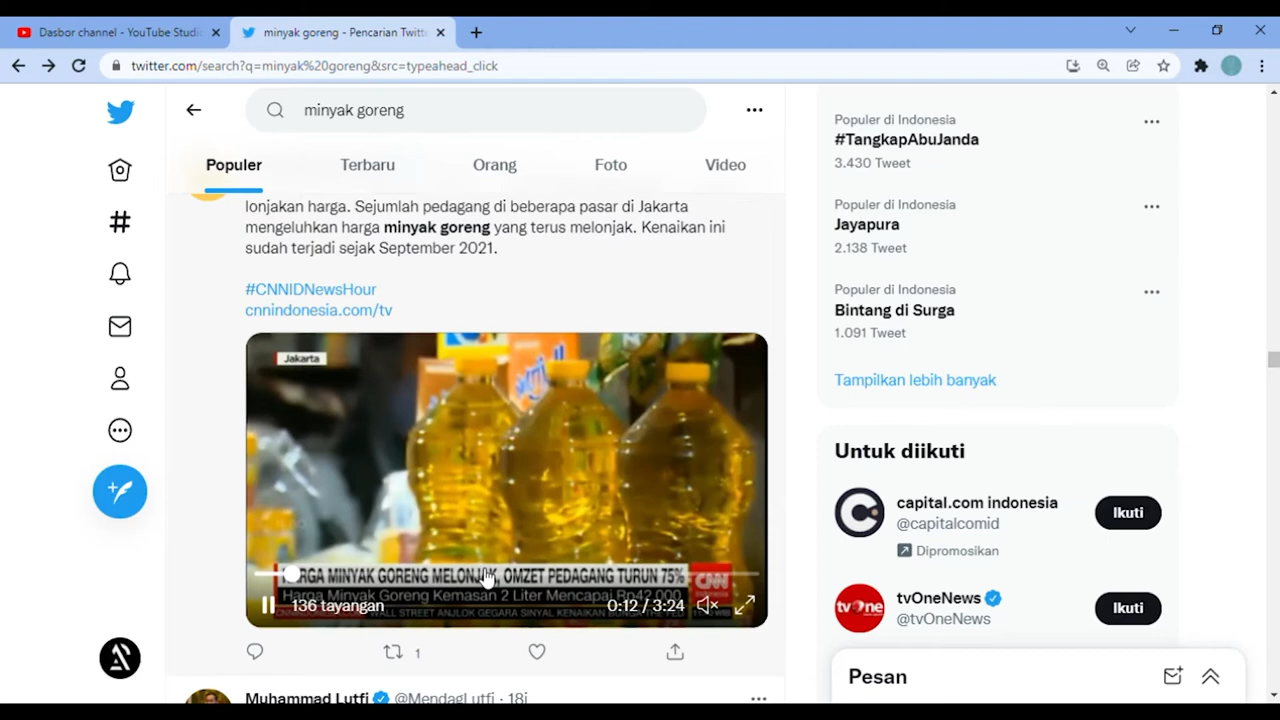 Dasbor channel - YouTube Studio
minyak goreng - Pencarian Twitte
twitter.com/search?q=minyak%20goreng&src=typeahead_click
minyak goreng
Populer
Terbaru
Orang
Foto
Video
lonjakan harga. Sejumlah pedagang di beberapa pasar di Jakarta
mengeluhkan harga minyak goreng yang terus melonjak. Kenaikan ini
sudah terjadi sejak September 2021.
#CNNIDNewsHour
cnnindonesia.com/tv
Jakarta
HARGA MINYAK GORENG MELONJAK, OMZET PEDAGANG TURUN 75%
CNN
Harga Minyak Goreng Kemasan 2 Liter Mencapai Rp42.000
136 tayangan
0:12 / 3:24
WALL STREET ANJLOK GEGARA SINYAL KENAIKAN BUNGA THE FED
1
Muhammad Lutfi @MendagLutfi · 18j
Populer di Indonesia
#TangkapAbuJanda
3.430 Tweet
Populer di Indonesia
Jayapura
2.138 Tweet
Populer di Indonesia
Bintang di Surga
1.091 Tweet
Tampilkan lebih banyak
Untuk diikuti
capital.com indonesia
@capitalcomid
Dipromosikan
Ikuti
tvOne
tvOneNews
@tvOneNews
Ikuti
Pesan